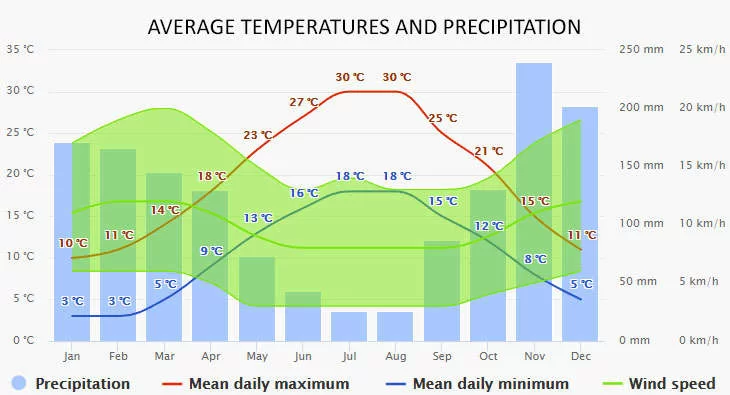 AVERAGE TEMPERATURES AND PRECIPITATION
35 °C 250 mm 25 km/h
30 °C 30 °C 30 °C
27 °C
25 °C 23 °C 25 °C 200 mm 20 km/h
21 °C
20 °C 18 °C 18 °C 18 °C 150 mm 15 km/h
16 °C
15 °C 14 °C 13 °C 15 °C 15 °C 100 mm 10 km/h
10 °C 10 °C 11 °C 12 °C 11 °C
9 °C 8 °C
5 °C 5 °C 5 °C 50 mm 5 km/h
3 °C 3 °C
0 °C 0 mm 0 km/h
Jan Feb Mar Apr May Jun Jul Aug Sep Oct Nov Dec
Precipitation Mean daily maximum Mean daily minimum Wind speed